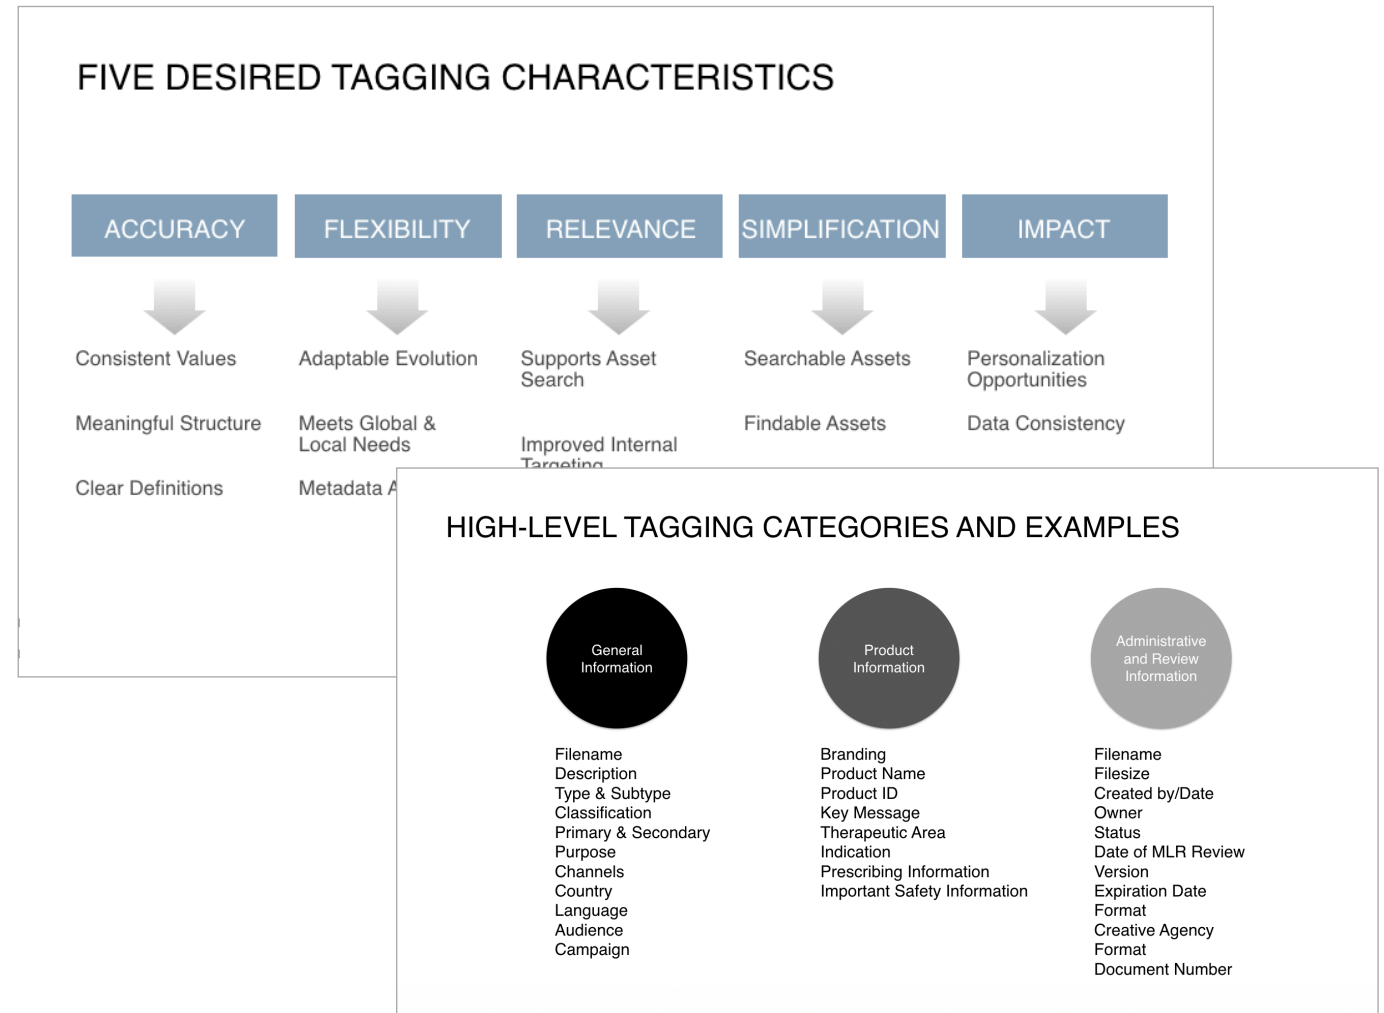 FIVE DESIRED TAGGING CHARACTERISTICS
ACCURACY
Consistent Values
Meaningful Structure
Clear Definitions
FLEXIBILITY
Adaptable Evolution
Meets Global &
Local Needs
Metadata A
RELEVANCE
Supports Asset
Search
Improved Internal
Targeting
SIMPLIFICATION
Searchable Assets
Findable Assets
IMPACT
Personalization
Opportunities
Data Consistency
HIGH-LEVEL TAGGING CATEGORIES AND EXAMPLES
General
Information
Filename
Description
Type & Subtype
Classification
Primary & Secondary
Purpose
Channels
Country
Language
Audience
Campaign
Product
Information
Branding
Product Name
Product ID
Key Message
Therapeutic Area
Indication
Prescribing Information
Important Safety Information
Administrative
and Review
Information
Filename
Filesize
Created by/Date
Owner
Status
Date of MLR Review
Version
Expiration Date
Format
Creative Agency
Format
Document Number